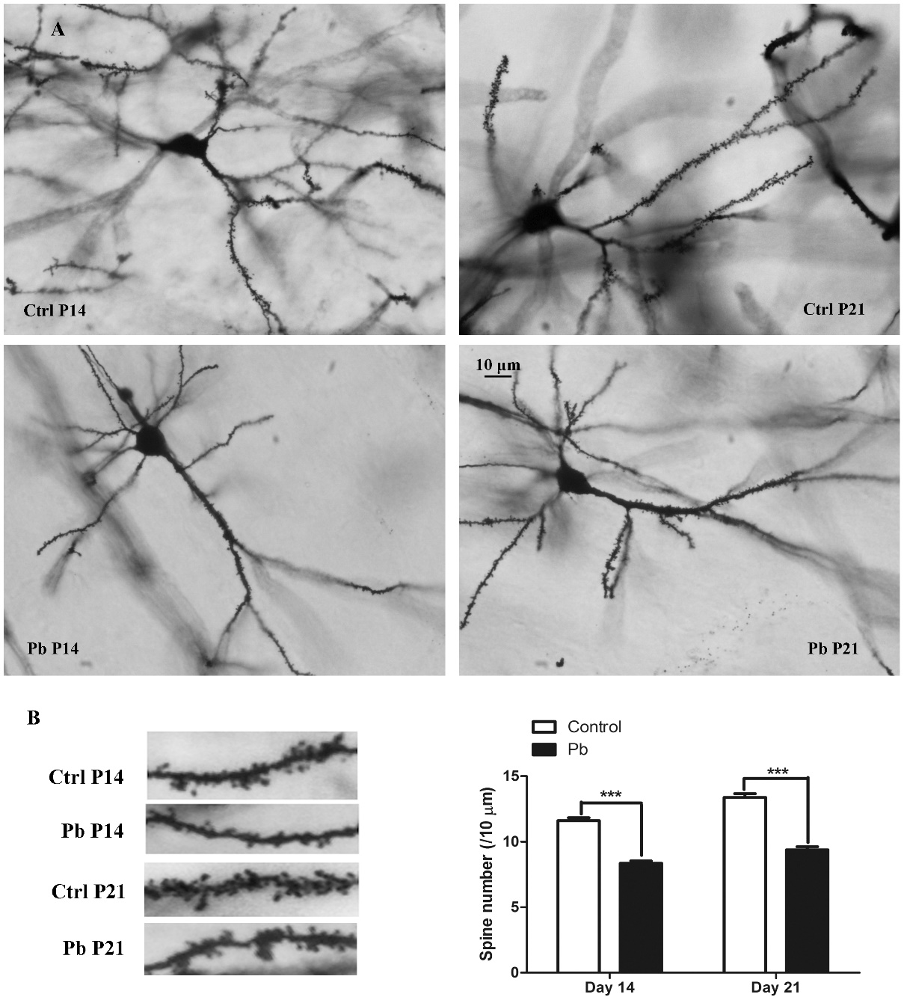 A
Ctrl P14
Ctrl P21
10 μm
Pb P14
Pb P21
B
Ctrl P14
Pb P14
Ctrl P21
Pb P21
Control
Pb
Spine number (/10 μm)
15
10
5
0
***
***
Day 14
Day 21